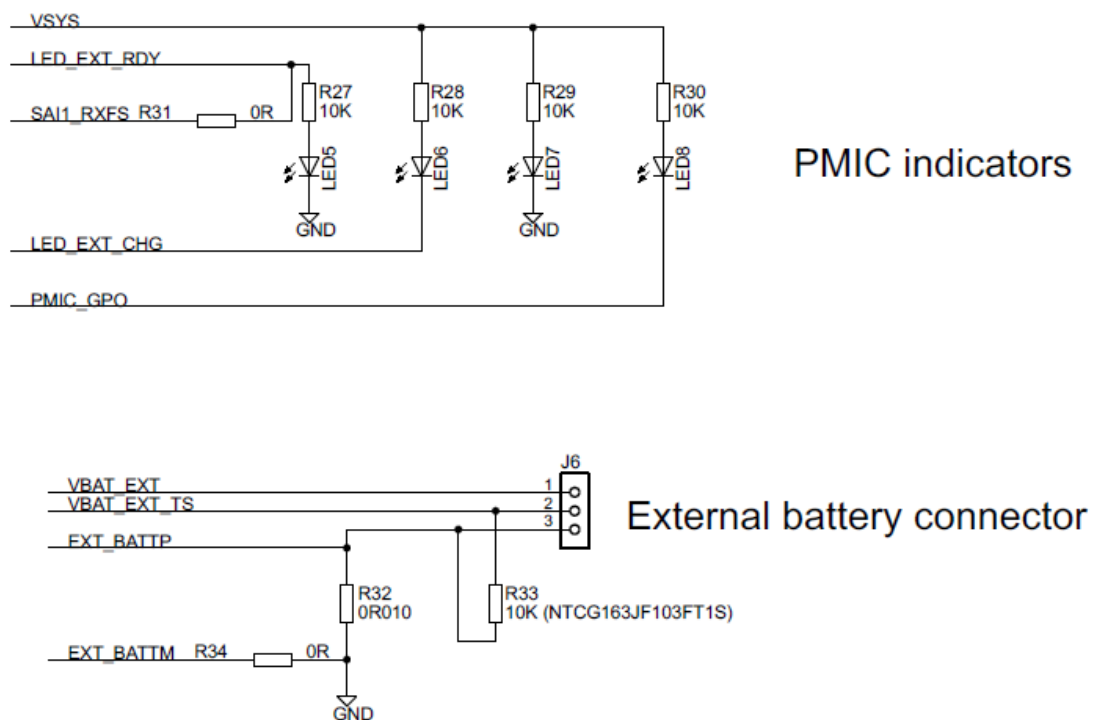 VSYS
LED_EXT_RDY
SAI1_RXFS R31 0R
R27
10K
R28
10K
R29
10K
R30
10K
LED5
LED6
LED7
LED8
PMIC indicators
GND
GND
LED_EXT_CHG
PMIC_GPO
J6
VBAT_EXT 1
VBAT_EXT_TS 2
3
External battery connector
EXT_BATTP
R32
0R010
R33
10K (NTCG163JF103FT1S)
EXT_BATTM R34 0R
GND